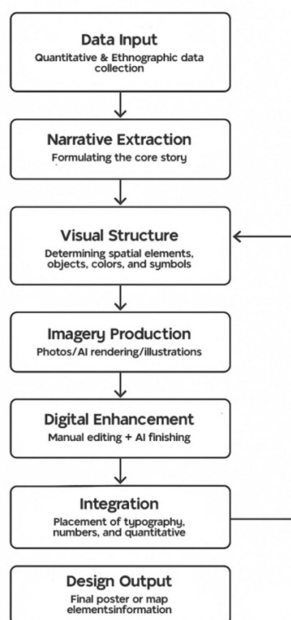 Data Input
Quantitative & Ethnographic data
collection
Narrative Extraction
Formulating the core story
Visual Structure
Determining spatial elements,
objects, colors, and symbols
Imagery Production
Photos/AI rendering/illustrations
Digital Enhancement
Manual editing + AI finishing
Integration
Placement of typography,
numbers, and quantitative
Design Output
Final poster or map
elementsinformation